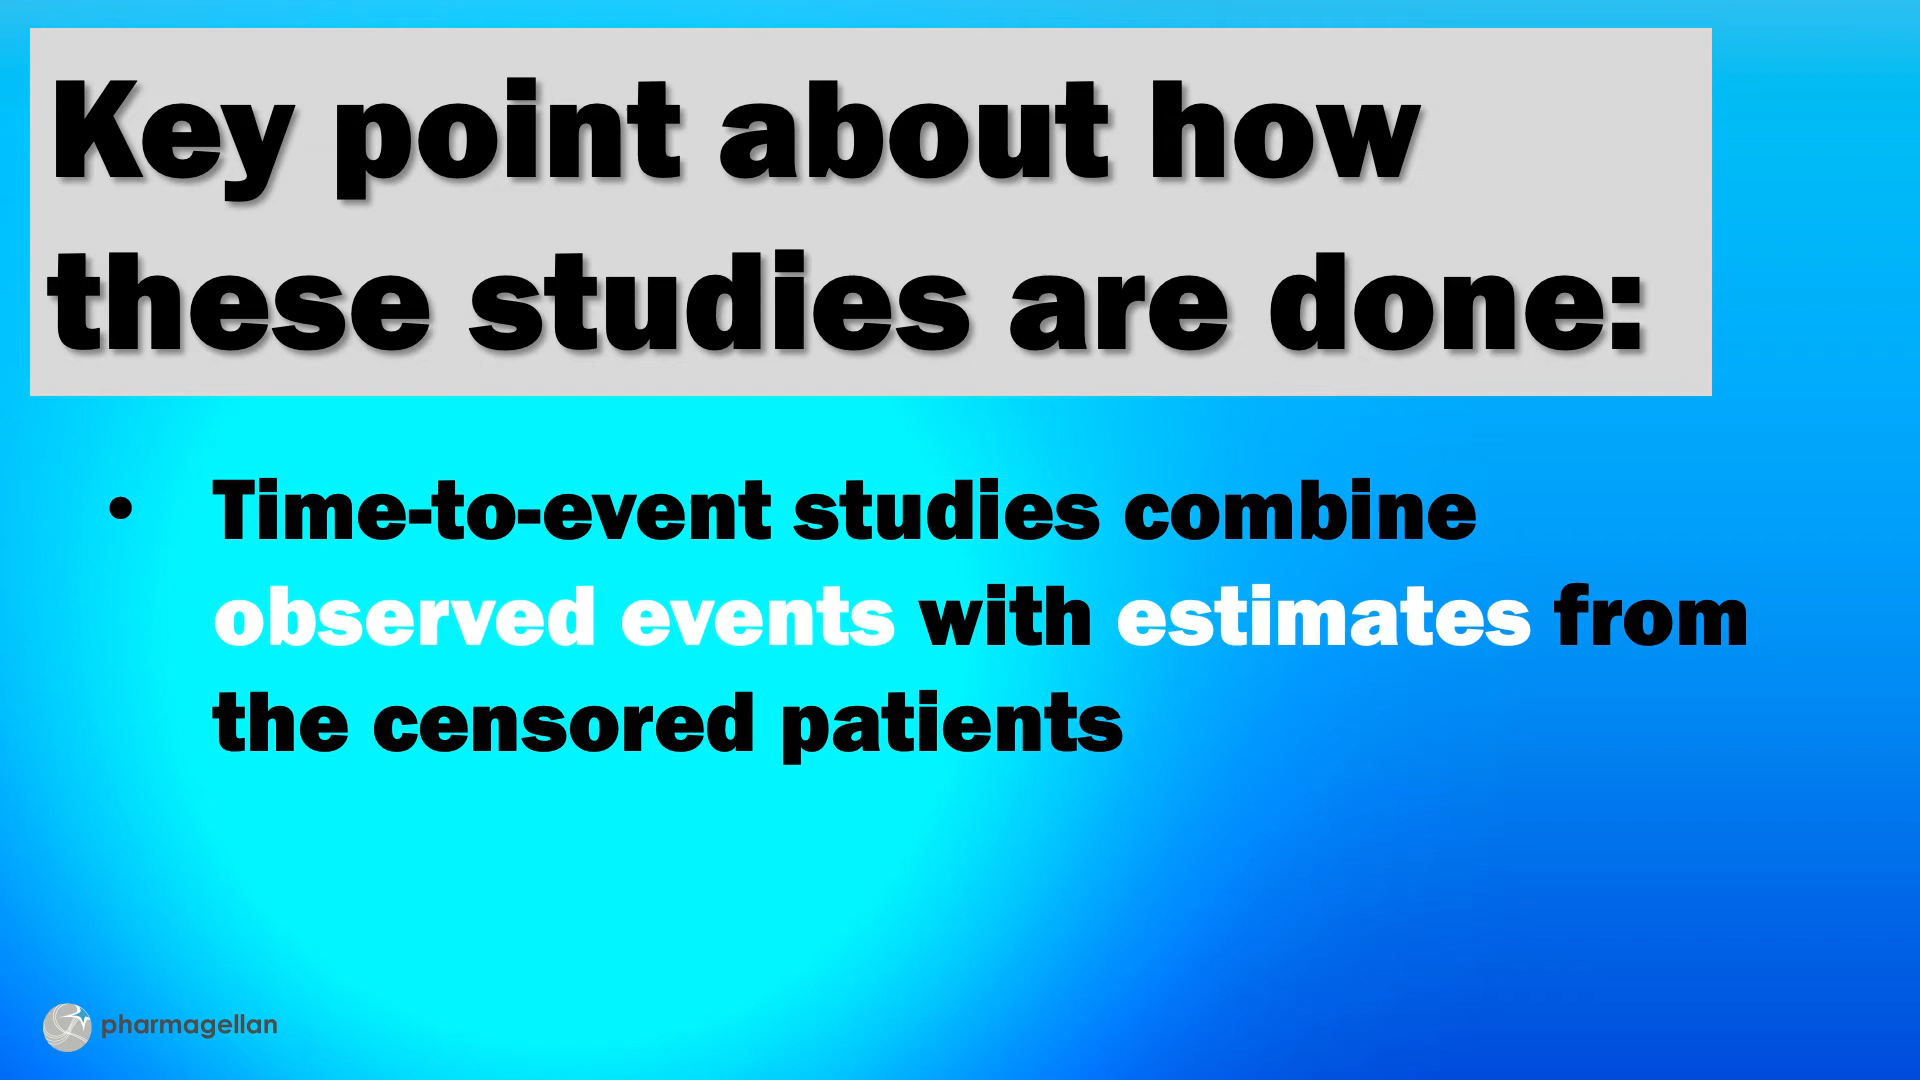 Key point about how
these studies are done:
• Time-to-event studies combine
observed events with estimates from
the censored patients
pharmagellan